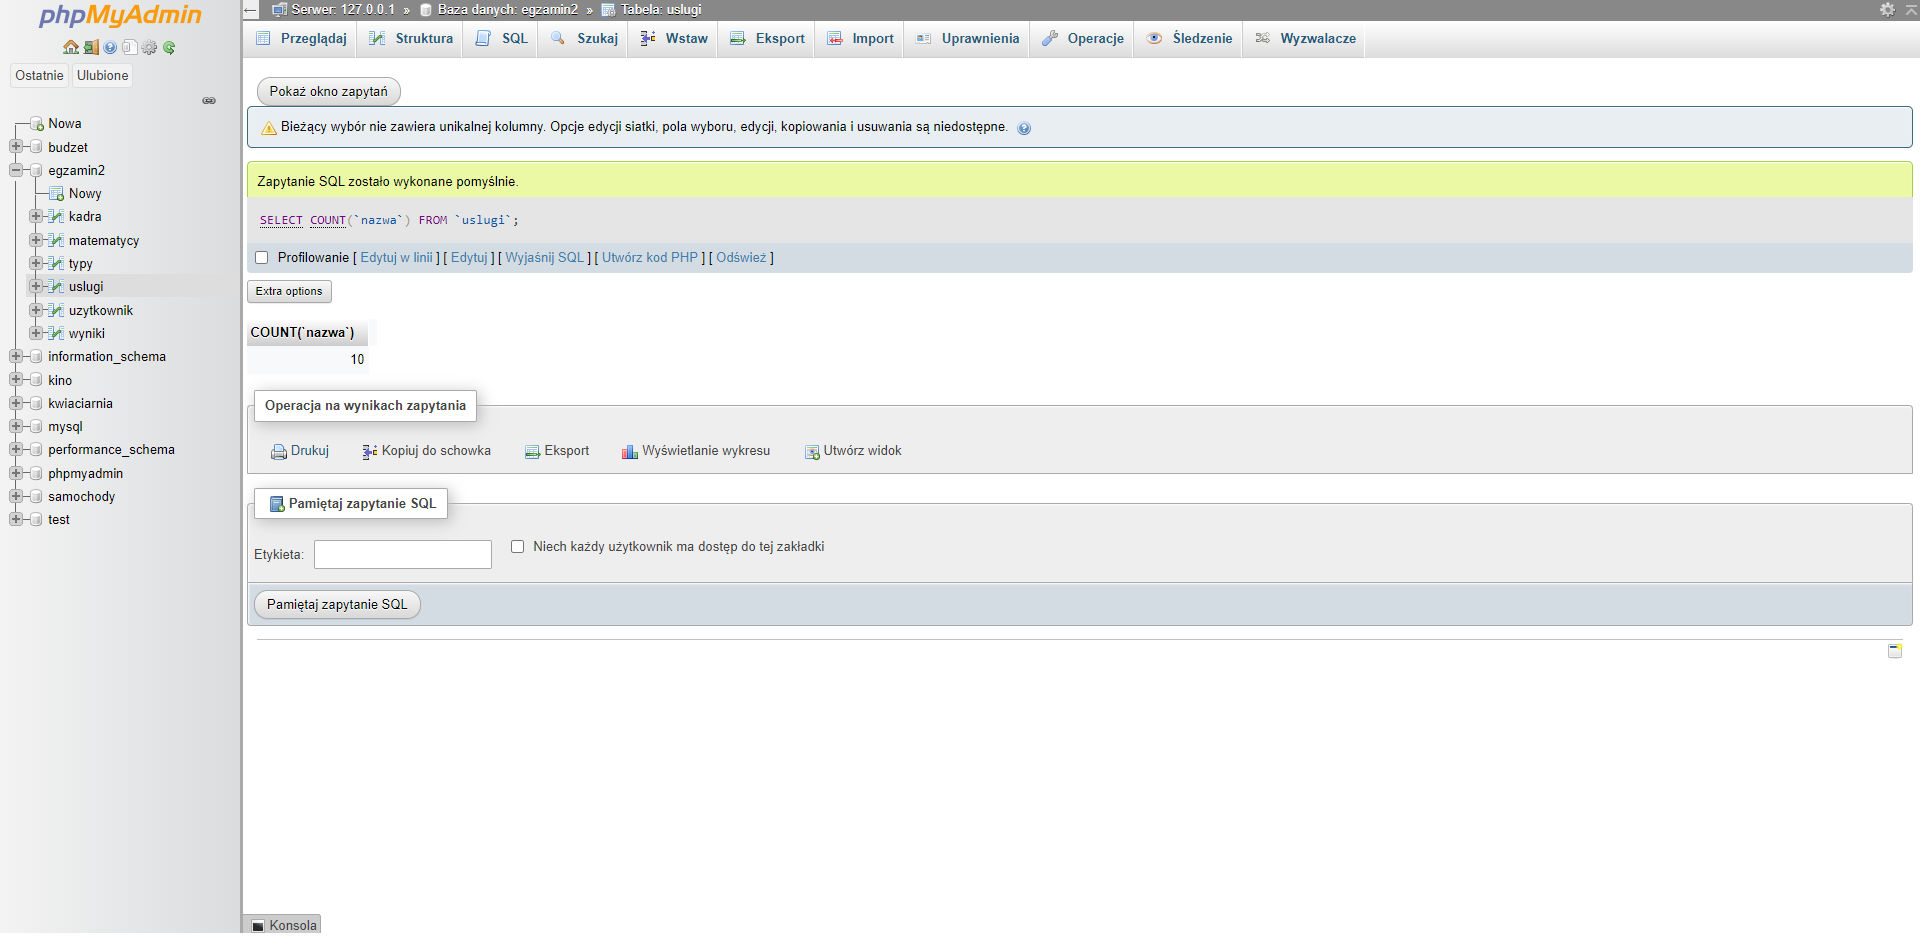 phpMyAdmin
Ostatnie Ulubione
Nowa
budzet
egzamin2
Nowy
kadra
matematycy
typy
uslugi
uzytkownik
wyniki
information_schema
kino
kwiaciarnia
mysql
performance_schema
phpmyadmin
samochody
test
Serwer: 127.0.0.1 » Baza danych: egzamin2 » Tabela: uslugi
Przeglądaj Struktura SQL Szukaj Wstaw Eksport Import Uprawnienia Operacje Śledzenie Wyzwalacze
Pokaż okno zapytań
Bieżący wybór nie zawiera unikalnej kolumny. Opcje edycji siatki, pola wyboru, edycji, kopiowania i usuwania są niedostępne.
Zapytanie SQL zostało wykonane pomyślnie.
SELECT COUNT(`nazwa`) FROM `uslugi`;
Profilowanie [ Edytuj w linii ] [ Edytuj ] [ Wyjaśnij SQL ] [ Utwórz kod PHP ] [ Odśwież ]
Extra options
COUNT(`nazwa`)
10
Operacja na wynikach zapytania
Drukuj Kopiuj do schowka Eksport Wyświetlanie wykresu Utwórz widok
Pamiętaj zapytanie SQL
Etykieta: Niech każdy użytkownik ma dostęp do tej zakładki
Pamiętaj zapytanie SQL
Konsola